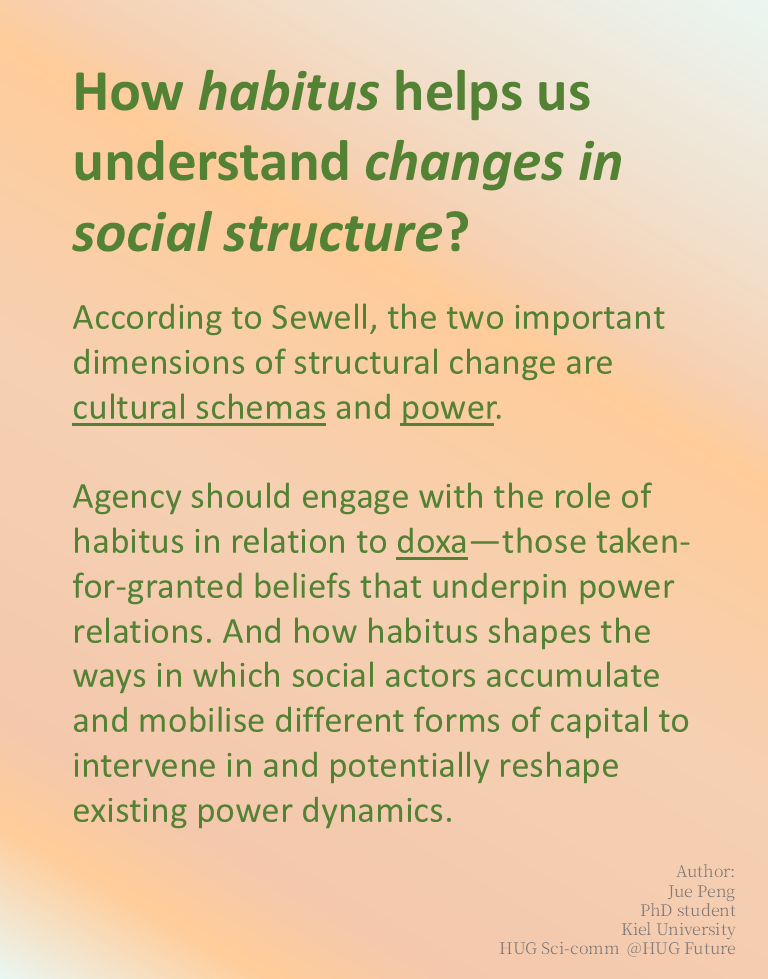 How habitus helps us
understand changes in
social structure?
According to Sewell, the two important
dimensions of structural change are
cultural schemas and power.
Agency should engage with the role of
habitus in relation to doxa—those taken-
for-granted beliefs that underpin power
relations. And how habitus shapes the
ways in which social actors accumulate
and mobilise different forms of capital to
intervene in and potentially reshape
existing power dynamics.
Author:
Jue Peng
PhD student
Kiel University
HUG Sci-comm @HUG Future